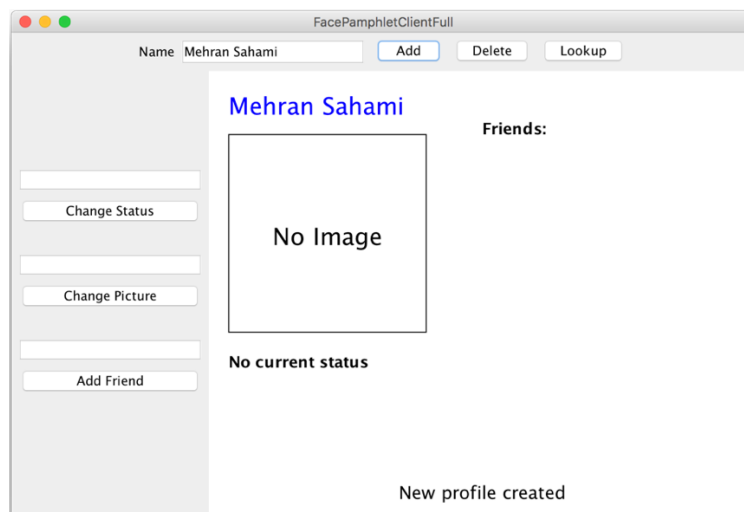 FacePamphletClientFull
Name Mehran Sahami Add Delete Lookup
Mehran Sahami
Friends:
Change Status
No Image
Change Picture
No current status
Add Friend
New profile created